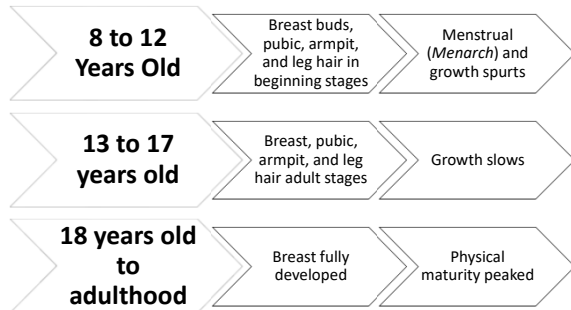 8 to 12
Years Old
Breast buds,
pubic, armpit,
and leg hair in
beginning stages
Menstrual
(Menarch) and
growth spurts
13 to 17
years old
Breast, pubic,
armpit, and leg
hair adult stages
Growth slows
18 years old
to
adulthood
Breast fully
developed
Physical
maturity peaked